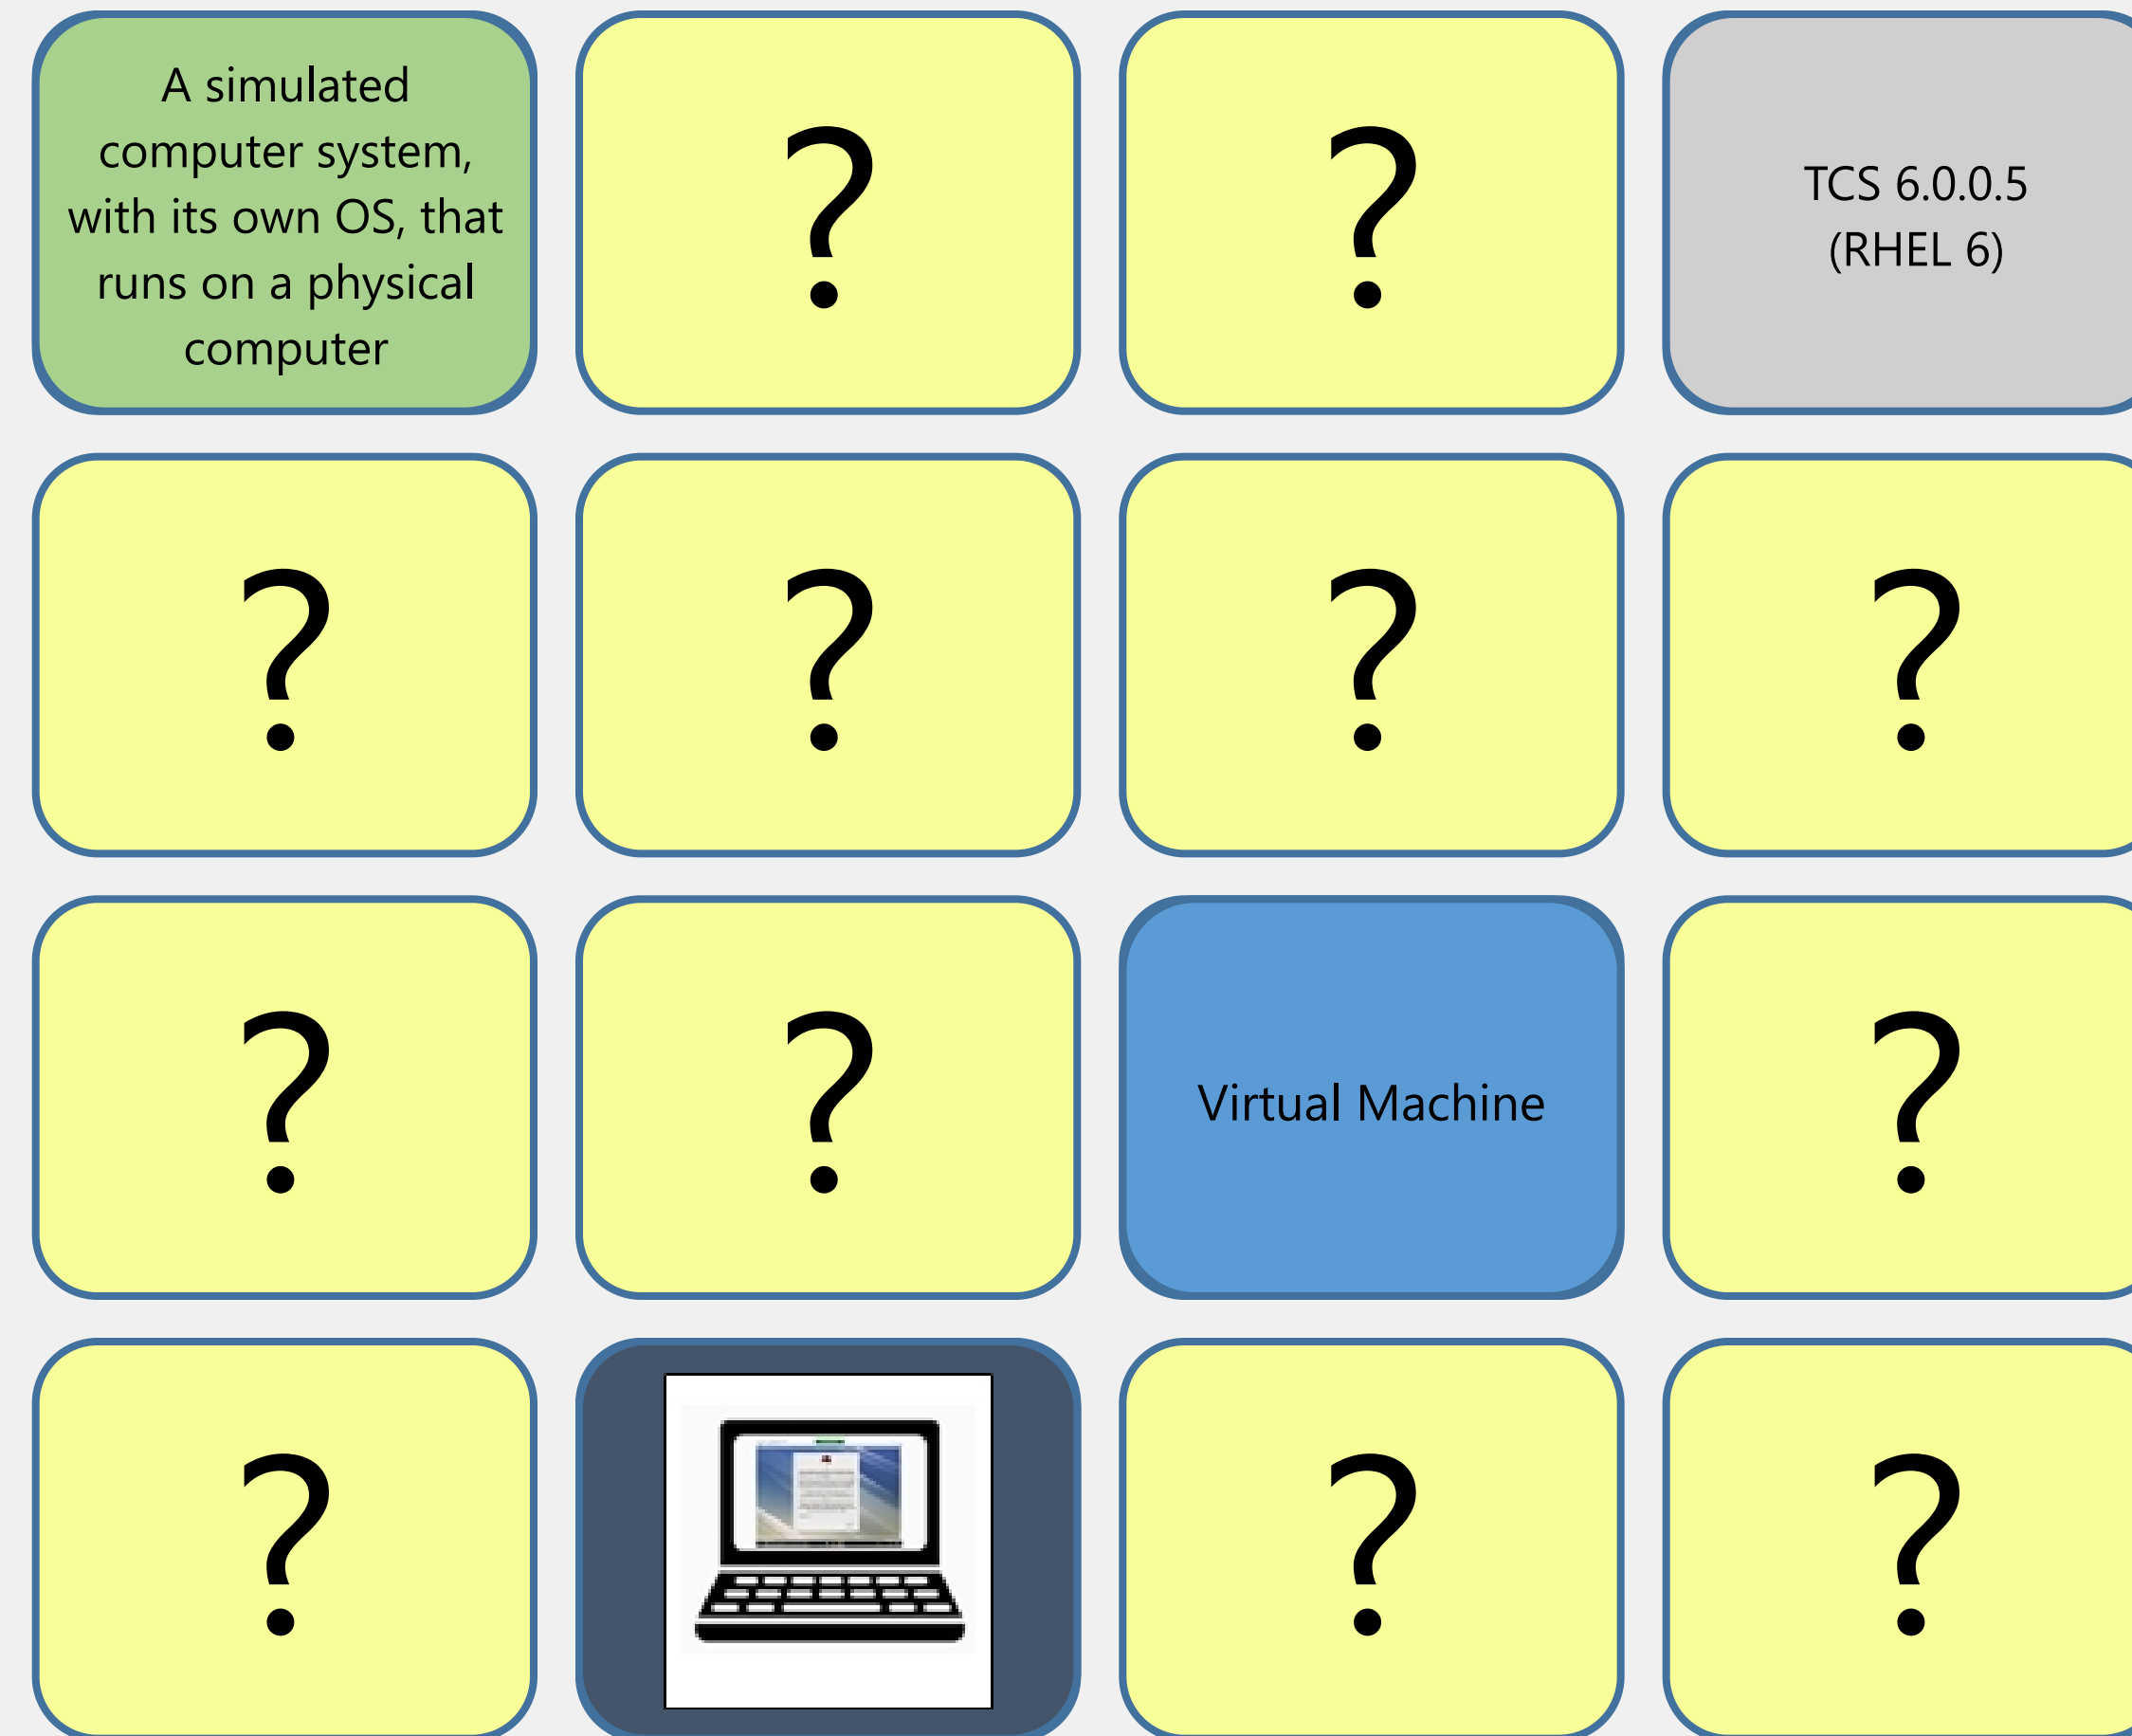 A simulated
computer system,
with its own OS, that
runs on a physical
computer
?
?
TCS 6.0.0.5
(RHEL 6)
?
?
?
?
?
?
Virtual Machine
?
?
?
?